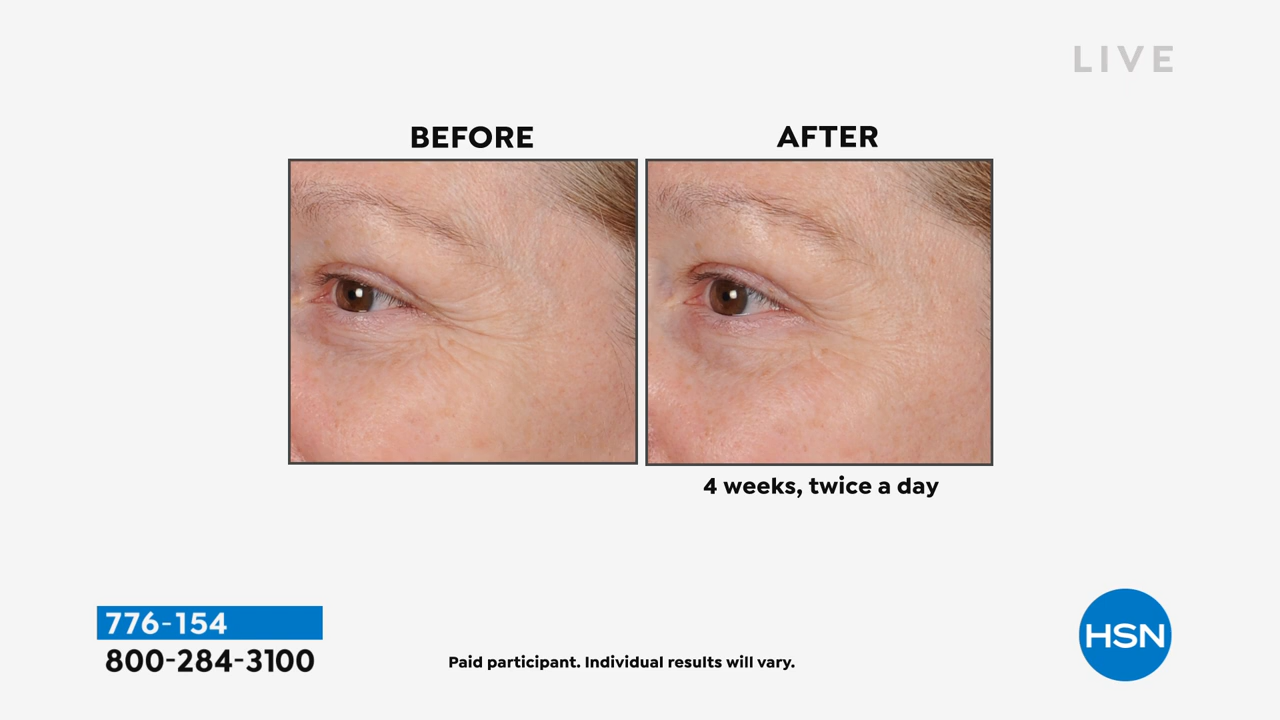 LIVE
BEFORE
AFTER
4 weeks, twice a day
776-154
800-284-3100
Paid participant. Individual results will vary.
HSN